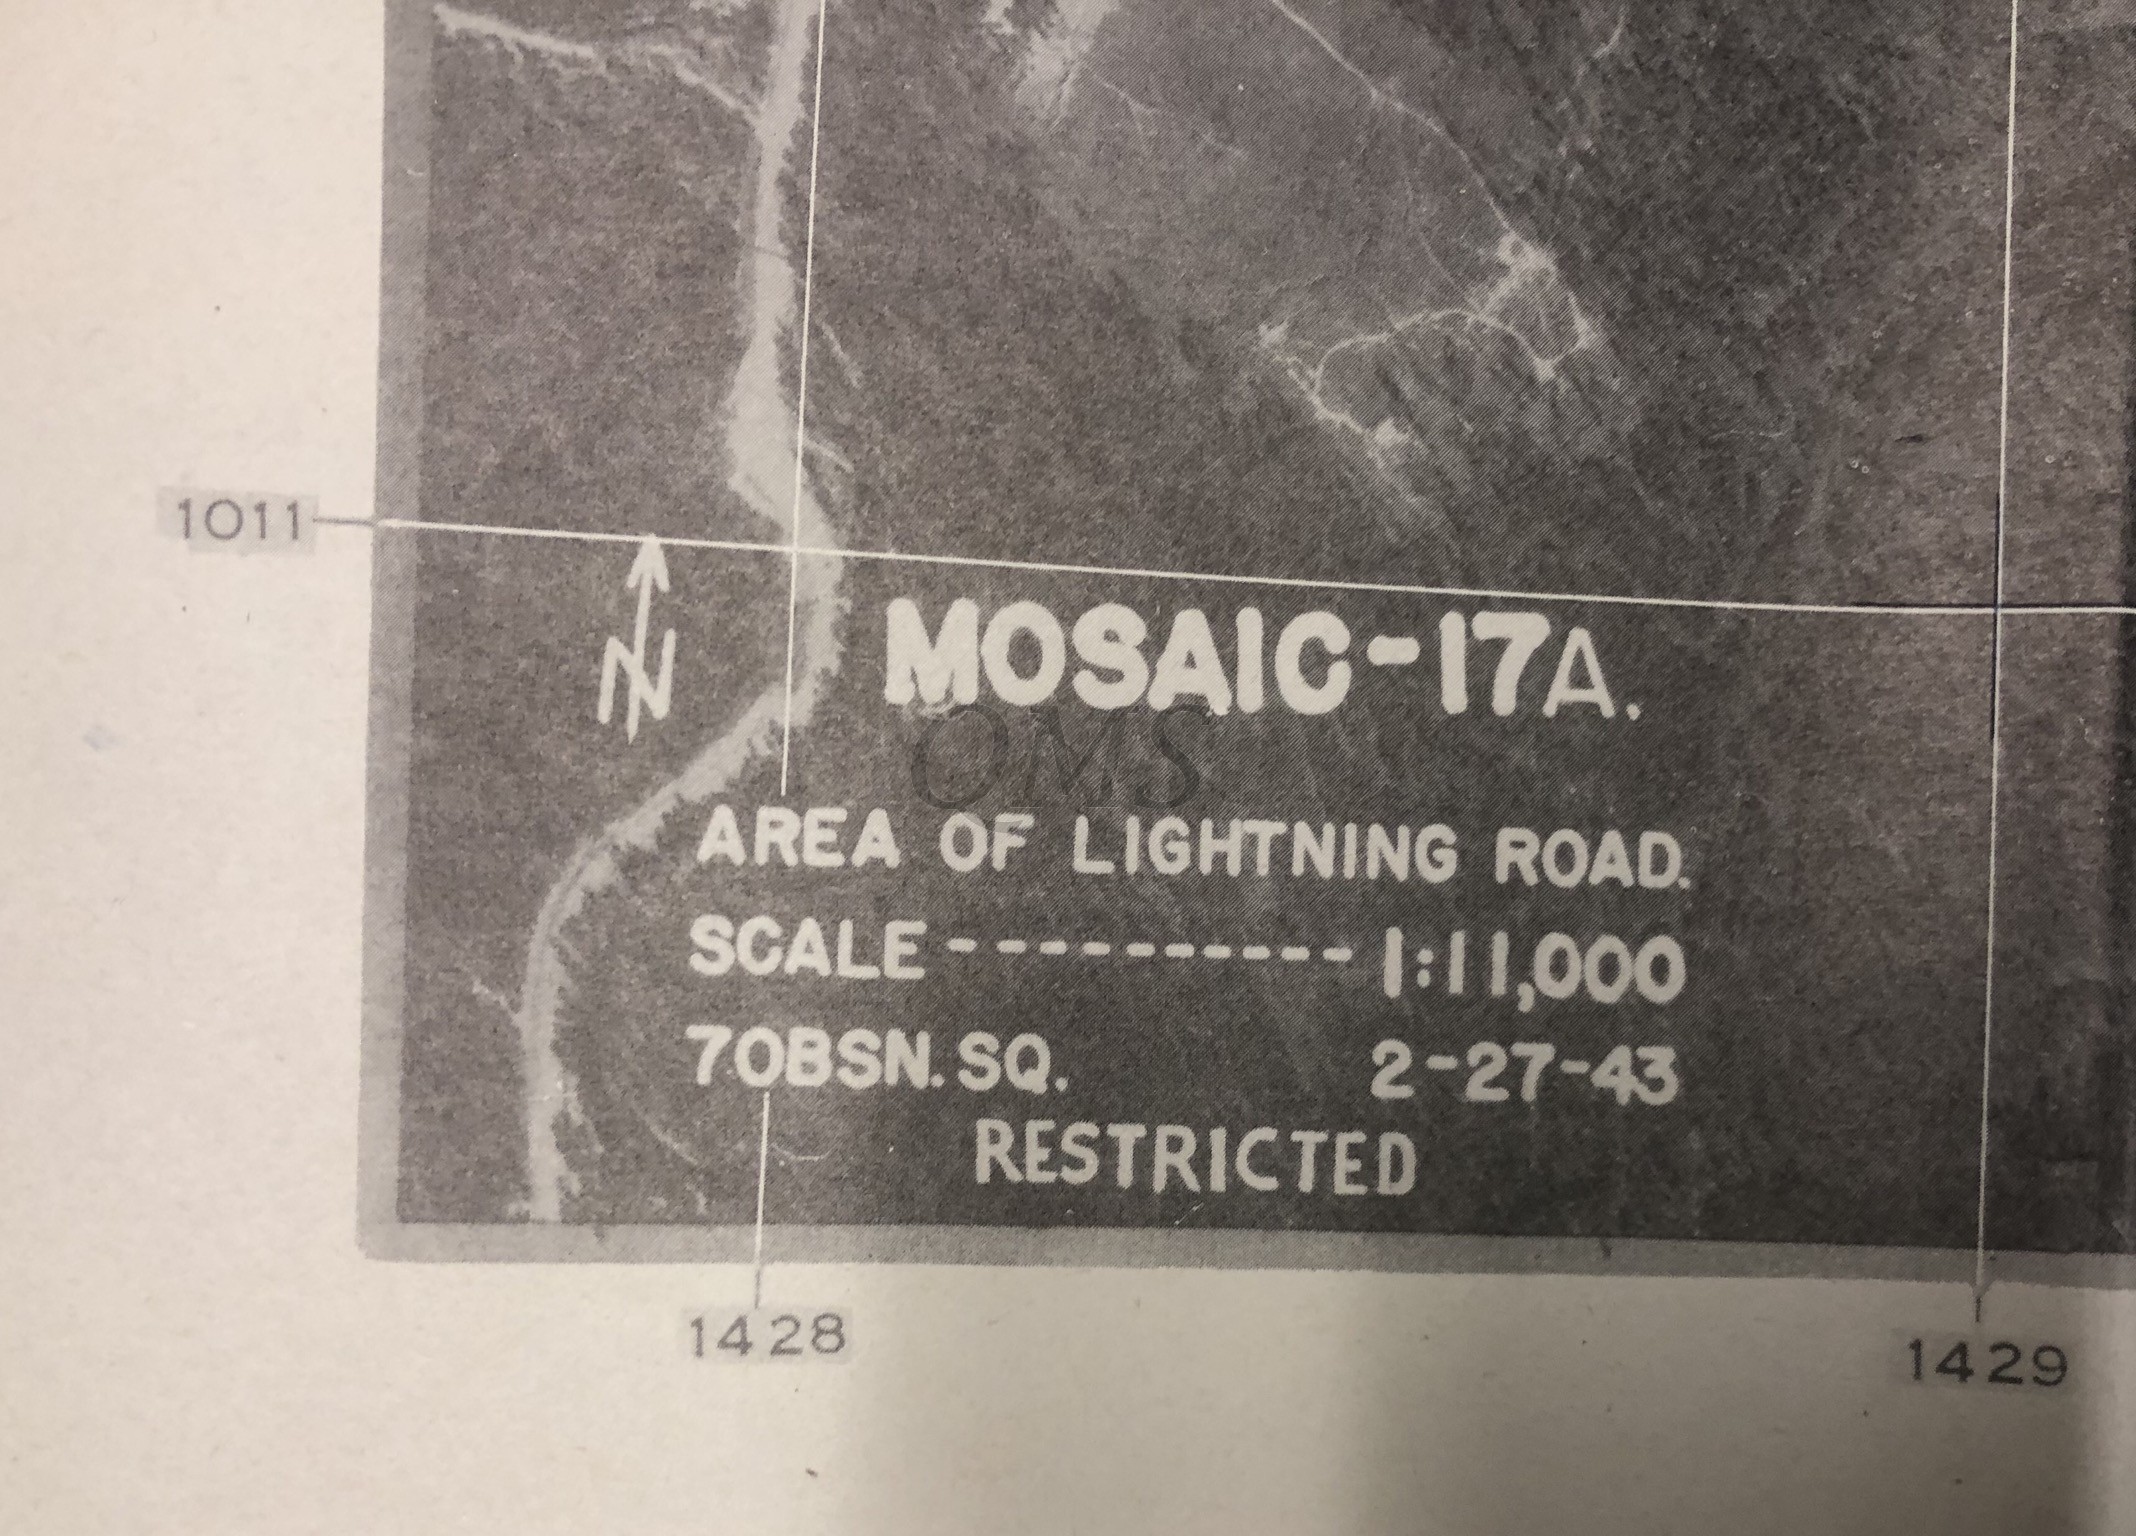 1011
N
MOSAIC-17A.
OMS
AREA OF LIGHTNING ROAD.
SCALE ---------- 1:11,000
7OBSN. SQ. 2-27-43
RESTRICTED
1428
1429